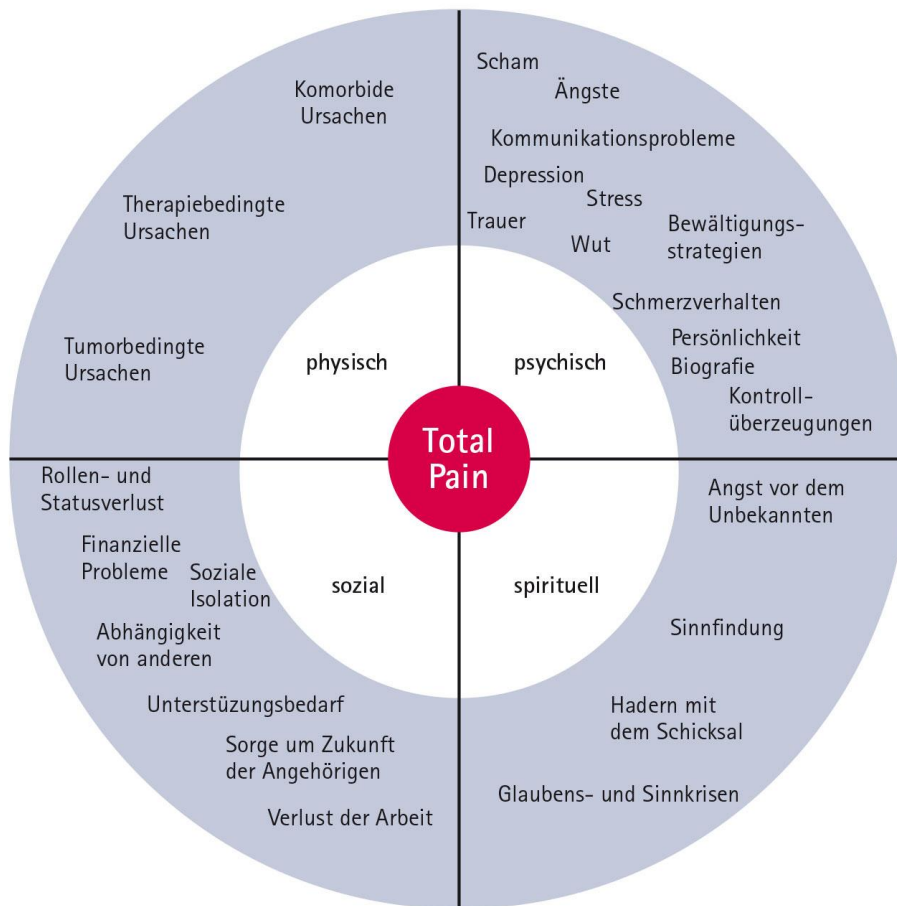 Komorbide
Ursachen
Therapiebedingte
Ursachen
Tumorbedingte
Ursachen
physisch
Scham
Ängste
Kommunikationsprobleme
Depression
Stress
Trauer
Wut
Bewältigungs-
strategien
Schmerzverhalten
Persönlichkeit
Biografie
Kontroll-
überzeugungen
psychisch
Total
Pain
Rollen- und
Statusverlust
Finanzielle
Probleme
Soziale
Isolation
Abhängigkeit
von anderen
Unterstüzungsbedarf
Sorge um Zukunft
der Angehörigen
Verlust der Arbeit
sozial
spirituell
Angst vor dem
Unbekannten
Sinnfindung
Hadern mit
dem Schicksal
Glaubens- und Sinnkrisen